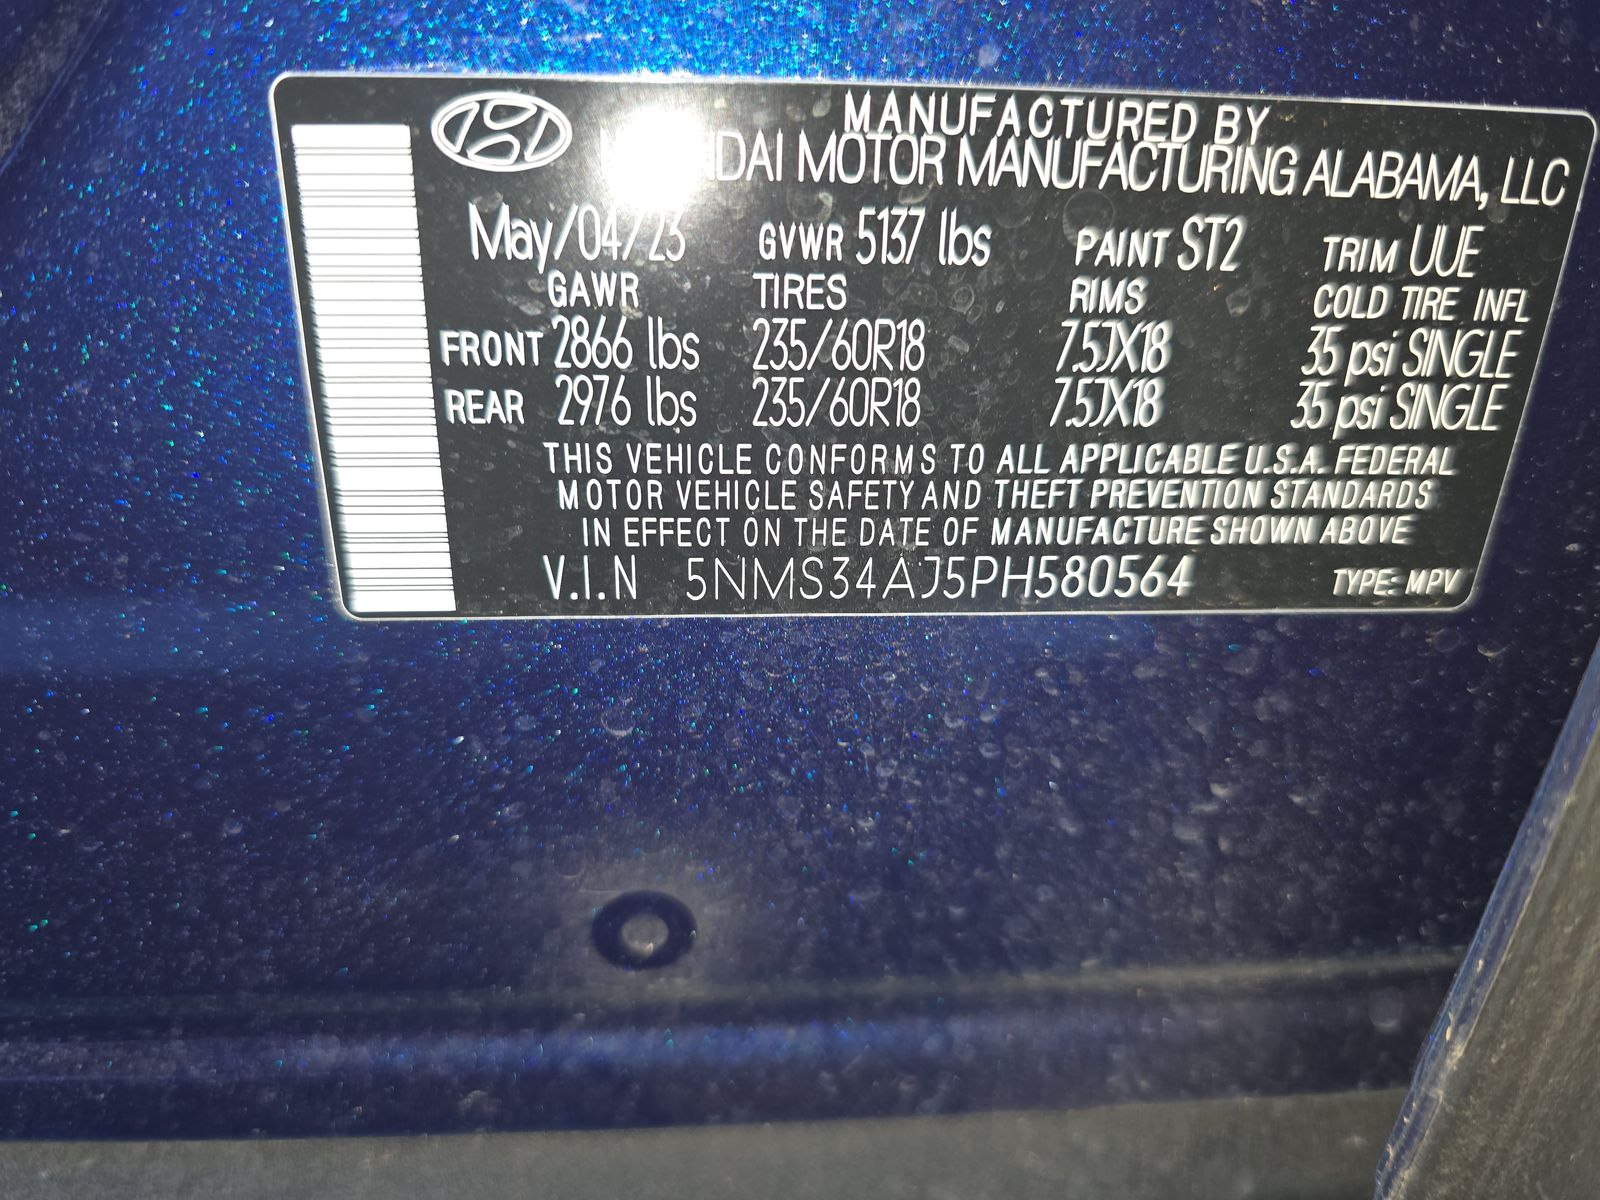 MANUFACTURED BY
HYUNDAI MOTOR MANUFACTURING ALABAMA, LLC
May/04/23 GVWR 5137 lbs PAINT ST2 TRIM UUE
GAWR TIRES RIMS COLD TIRE INFL
FRONT 2866 lbs 235/60R18 7.5JX18 35 psi SINGLE
REAR 2976 lbs 235/60R18 7.5JX18 35 psi SINGLE
THIS VEHICLE CONFORMS TO ALL APPLICABLE U.S.A. FEDERAL
MOTOR VEHICLE SAFETY AND THEFT PREVENTION STANDARDS
IN EFFECT ON THE DATE OF MANUFACTURE SHOWN ABOVE
V.I.N 5NMS34AJ5PH580564 TYPE: MPV